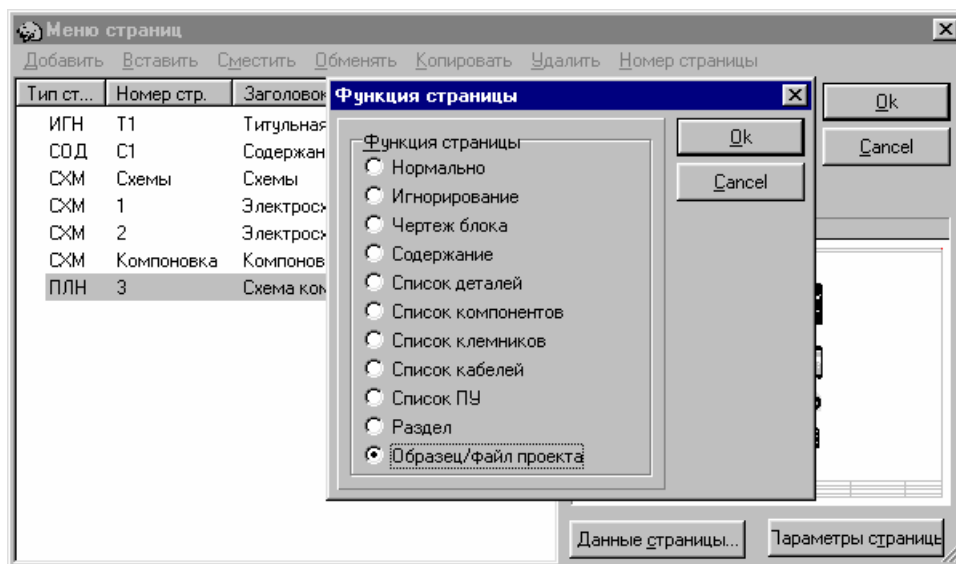 Меню страниц
Добавить Вставить Сместить Обменять Копировать Удалить Номер страницы
Тип ст... Номер стр. Заголовок
ИГН Т1 Титульная
СОД С1 Содержан
СХМ Схемы Схемы
СХМ 1 Электросх
СХМ 2 Электросх
СХМ Компоновка Компонов
ПЛН 3 Схема ком
Функция страницы
Функция страницы
Нормально
Игнорирование
Чертеж блока
Содержание
Список деталей
Список компонентов
Список клемников
Список кабелей
Список ПУ
Раздел
Образец/файл проекта
Ok
Cancel
Ok
Cancel
Данные страницы... Параметры страницы